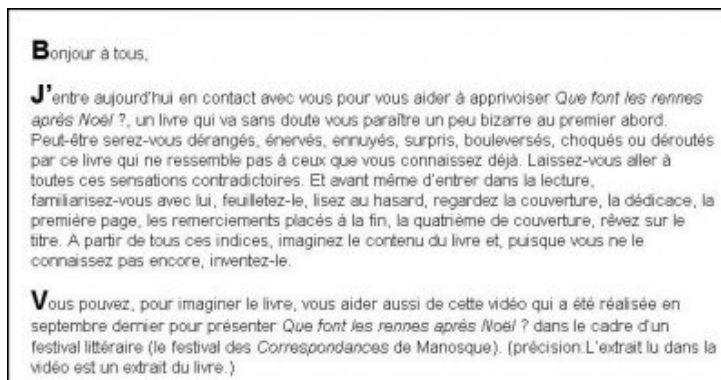 Bonjour à tous,
J'entre aujourd'hui en contact avec vous pour vous aider à apprivoiser Que font les rennes
après Noël ?, un livre qui va sans doute vous paraître un peu bizarre au premier abord.
Peut-être serez-vous dérangés, énervés, ennuyés, surpris, bouleversés, choqués ou déroutés
par ce livre qui ne ressemble pas à ceux que vous connaissez déjà. Laissez-vous aller à
toutes ces sensations contradictoires. Et avant même d'entrer dans la lecture,
familiarisez-vous avec lui, feuilletez-le, lisez au hasard, regardez la couverture, la dédicace, la
première page, les remerciements placés à la fin, la quatrième de couverture, rêvez sur le
titre. A partir de tous ces indices, imaginez le contenu du livre et, puisque vous ne le
connaissez pas encore, inventez-le.
Vous pouvez, pour imaginer le livre, vous aider aussi de cette vidéo qui a été réalisée en
septembre dernier pour présenter Que font les rennes après Noël ? dans le cadre d'un
festival littéraire (le festival des Correspondances de Manosque). (précision:L'extrait lu dans la
vidéo est un extrait du livre.)